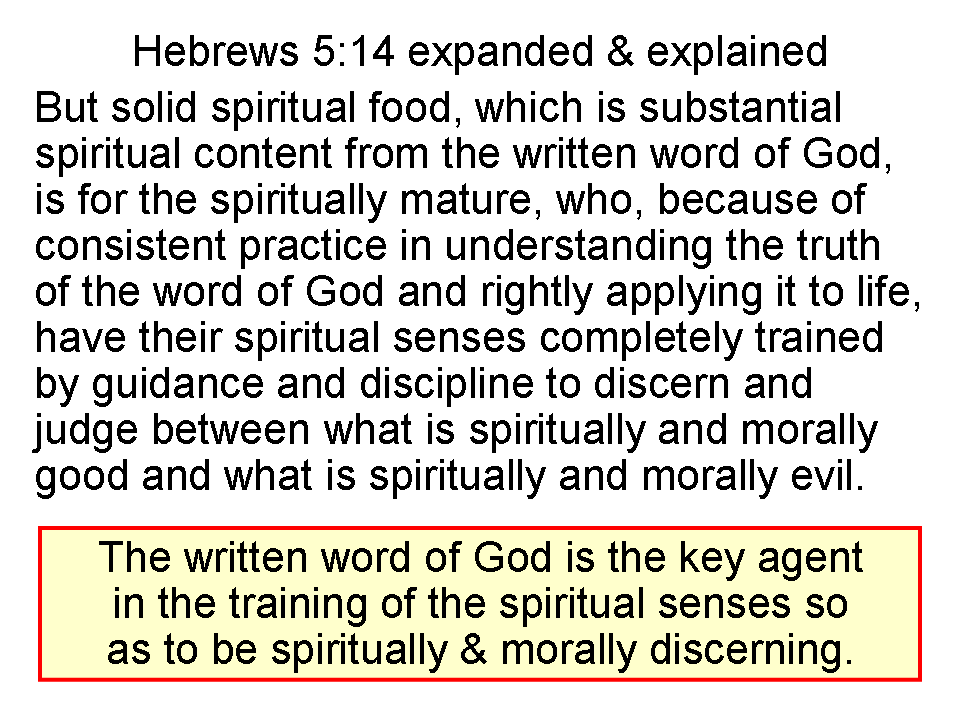 Hebrews 5:14 expanded & explained
But solid spiritual food, which is substantial
spiritual content from the written word of God,
is for the spiritually mature, who, because of
consistent practice in understanding the truth
of the word of God and rightly applying it to life,
have their spiritual senses completely trained
by guidance and discipline to discern and
judge between what is spiritually and morally
good and what is spiritually and morally evil.
The written word of God is the key agent
in the training of the spiritual senses so
as to be spiritually & morally discerning.